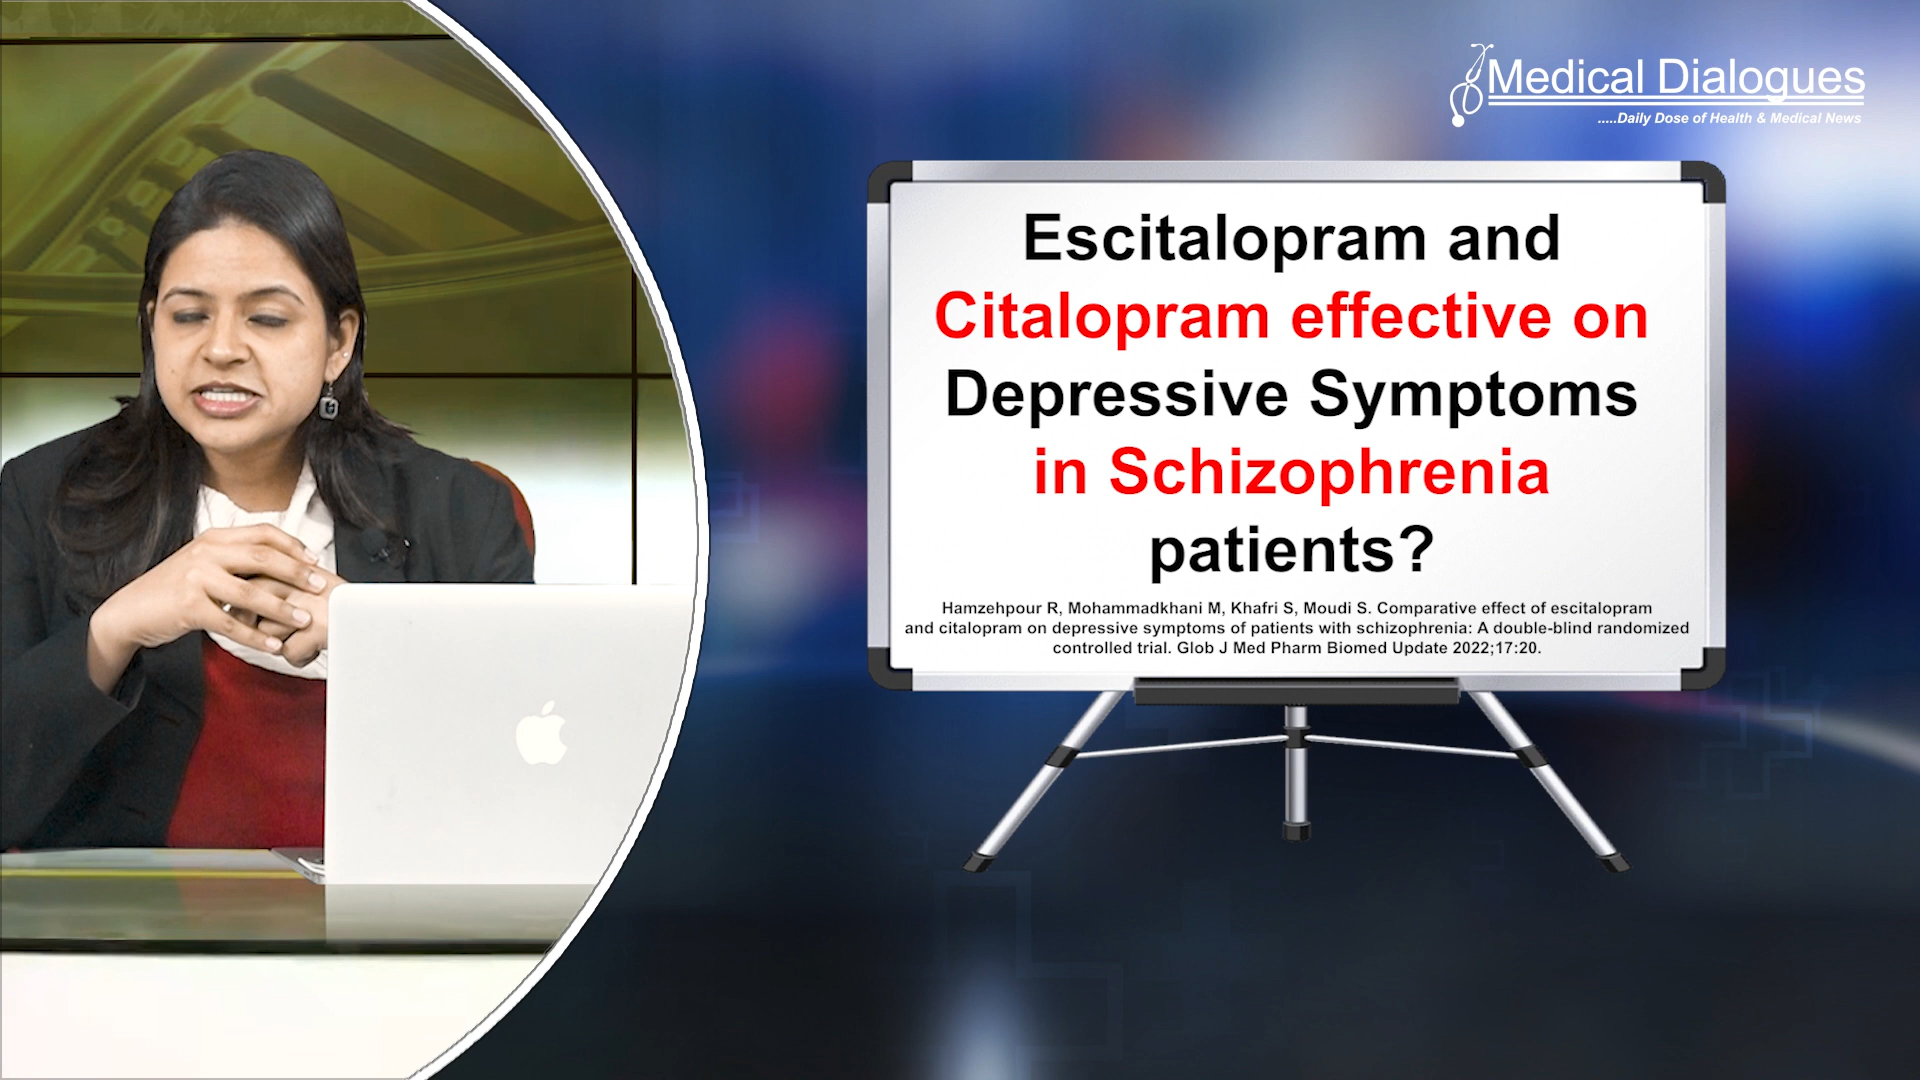 Medical Dialogues
.....Daily Dose of Health & Medical News
Escitalopram and
Citalopram effective on
Depressive Symptoms
in Schizophrenia
patients?
Hamzehpour R, Mohammadkhani M, Khafri S, Moudi S. Comparative effect of escitalopram
and citalopram on depressive symptoms of patients with schizophrenia: A double-blind randomized
controlled trial. Glob J Med Pharm Biomed Update 2022;17:20.